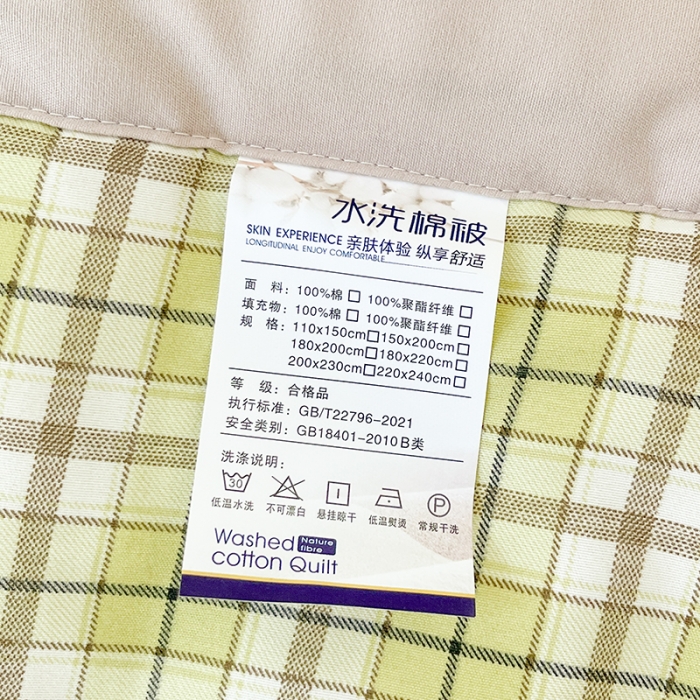 水洗棉被
SKIN EXPERIENCE 亲肤体验 纵享舒适
LONGITUDINAL ENJOY COMFORTABLE
面 料：100%棉 □ 100%聚酯纤维 □
填充物：100%棉 □ 100%聚酯纤维 □
规 格：110x150cm□150x200cm□
180x200cm□180x220cm□
200x230cm□220x240cm□
等 级：合格品
执行标准：GB/T22796-2021
安全类别：GB18401-2010 B类
洗涤说明：
30
P
低温水洗 不可漂白 悬挂晾干 低温熨烫 常规干洗
Washed Nature fibre
cotton Quilt